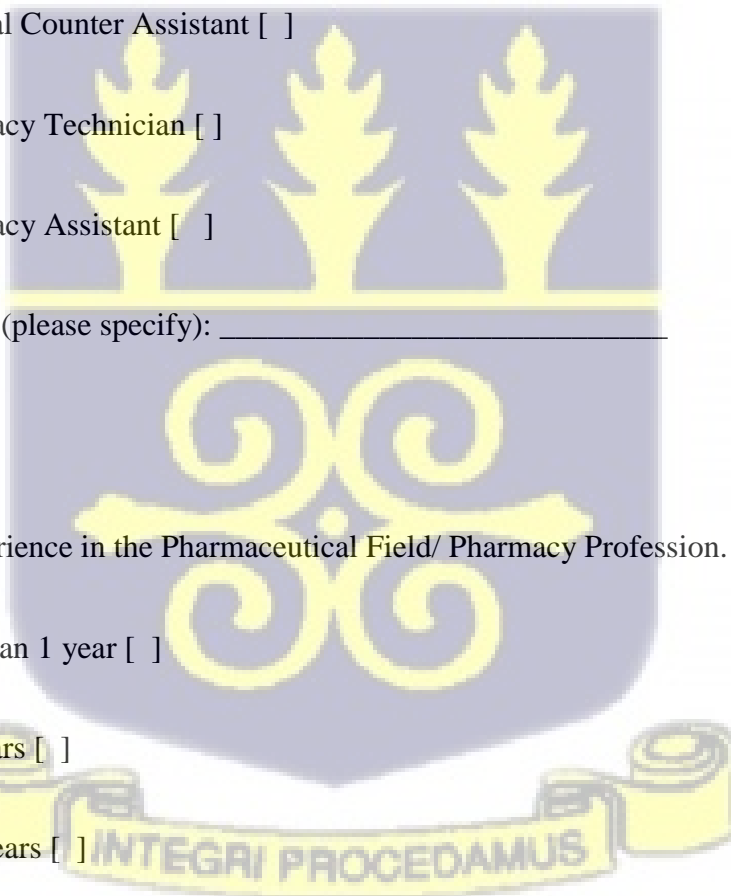 al Counter Assistant [ ]
acy Technician [ ]
acy Assistant [ ]
(please specify): ____________________________
rience in the Pharmaceutical Field/ Pharmacy Profession.
an 1 year [ ]
ars [ ]
ears [ ]
INTEGRI PROCEDAMUS